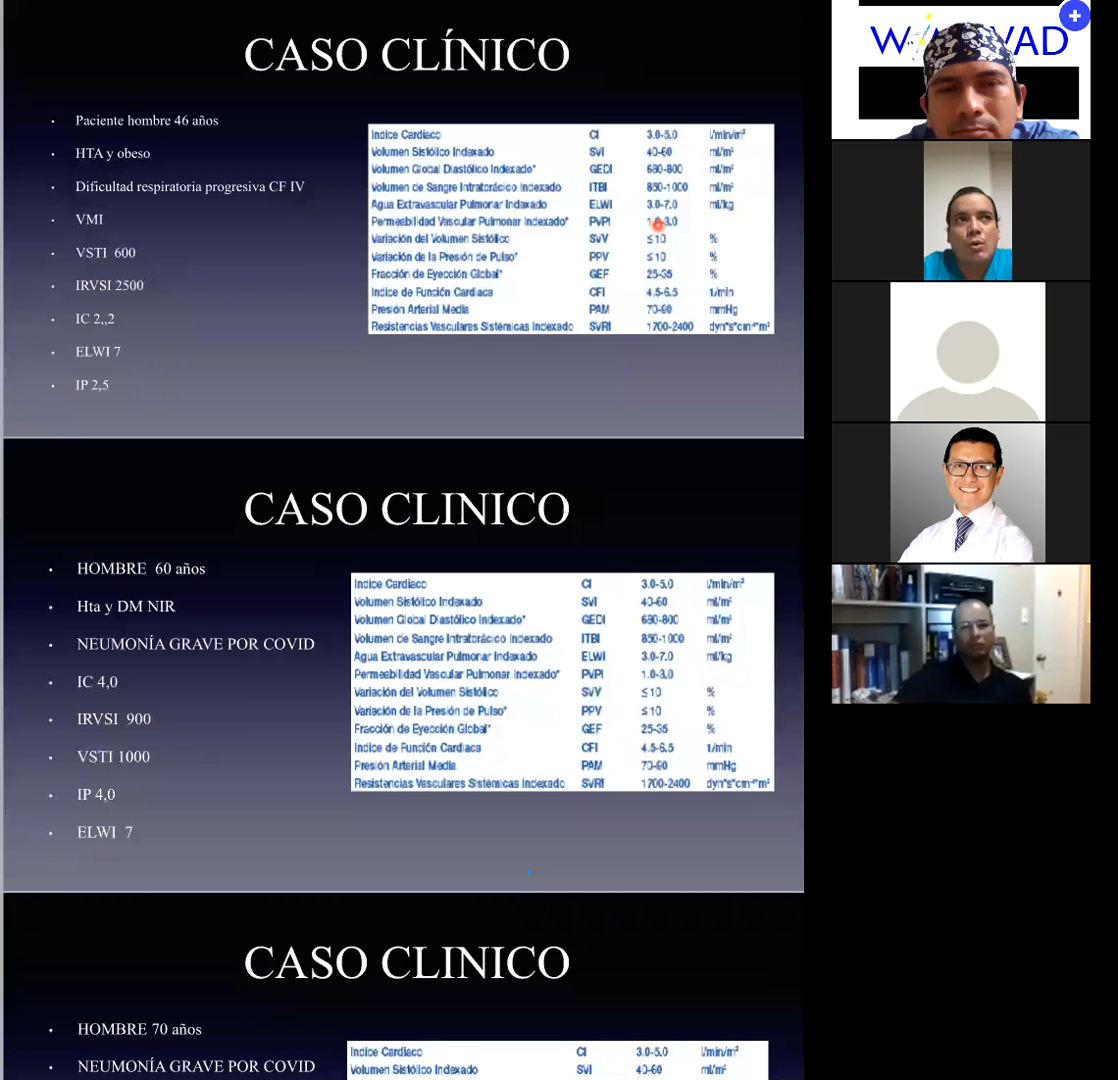 CASO CLÍNICO
Paciente hombre 46 años
HTA y obeso
Dificultad respiratoria progresiva CF IV
VMI
VSTI 600
IRVSI 2500
IC 2,,2
ELWI 7
IP 2,5
Indice Cardiaco CI 3.0-5.0 l/min/m²
Volumen Sistólico Indexado SVI 40-60 ml/m²
Volumen Global Diastólico Indexado* GEDI 680-800 ml/m²
Volumen de Sangre Intratorácico Indexado ITBI 850-1000 ml/m²
Agua Extravascular Pulmonar Indexado ELWI 3.0-7.0 ml/kg
Permeabilidad Vascular Pulmonar Indexado* PVPI
Variación del Volumen Sistólico SVV ≤10 %
Variación de la Presión de Pulso* PPV ≤10 %
Fracción de Eyección Global* GEF 25-35 %
Indice de Función Cardiaca CFI 4.5-6.5 1/min
Presión Arterial Media PAM 70-90 mmHg
Resistencias Vasculares Sistémicas Indexado SVRI 1700-2400 dyn*s*cm⁻⁵*m²
CASO CLINICO
HOMBRE 60 años
Hta y DM NIR
NEUMONÍA GRAVE POR COVID
IC 4,0
IRVSI 900
VSTI 1000
IP 4,0
ELWI 7
Indice Cardiaco CI 3.0-5.0 l/min/m²
Volumen Sistólico Indexado SVI 40-60 ml/m²
Volumen Global Diastólico Indexado* GEDI 680-800 ml/m²
Volumen de Sangre Intratorácico Indexado ITBI 850-1000 ml/m²
Agua Extravascular Pulmonar Indexado ELWI 3.0-7.0 ml/kg
Permeabilidad Vascular Pulmonar Indexado* PVPI 1.0-3.0
Variación del Volumen Sistólico SVV ≤10 %
Variación de la Presión de Pulso* PPV ≤10 %
Fracción de Eyección Global* GEF 25-35 %
Indice de Función Cardiaca CFI 4.5-6.5 1/min
Presión Arterial Media PAM 70-90 mmHg
Resistencias Vasculares Sistémicas Indexado SVRI 1700-2400 dyn*s*cm⁻⁵*m²
CASO CLINICO
HOMBRE 70 años
NEUMONÍA GRAVE POR COVID
Indice Cardiaco CI 3.0-5.0 l/min/m²
Volumen Sistólico Indexado SVI 40-60 ml/m²